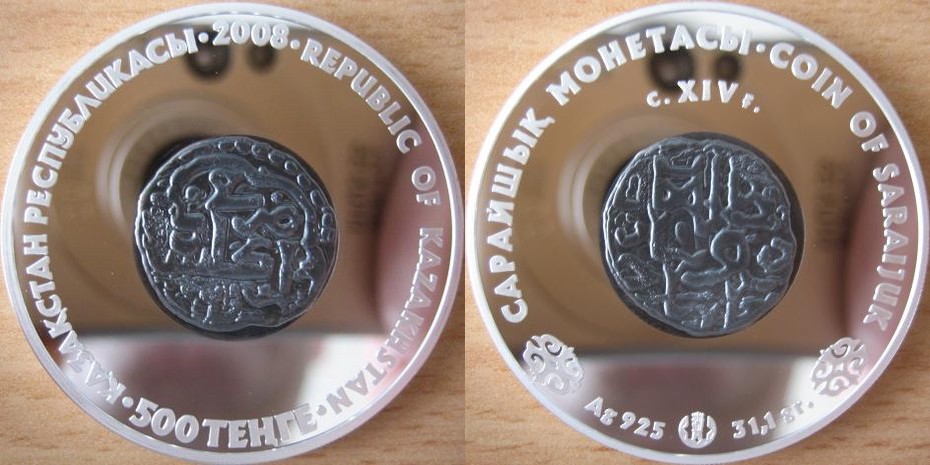 ҚАЗАҚСТАН РЕСПУБЛИКАСЫ · 2008 · REPUBLIC OF KAZAKHSTAN ·
500 ТЕҢГЕ ·
САРАЙШЫҚ МОНЕТАСЫ · COIN OF SARAIJUK
c. XIV ғ.
Ag 925 31,1 gr.